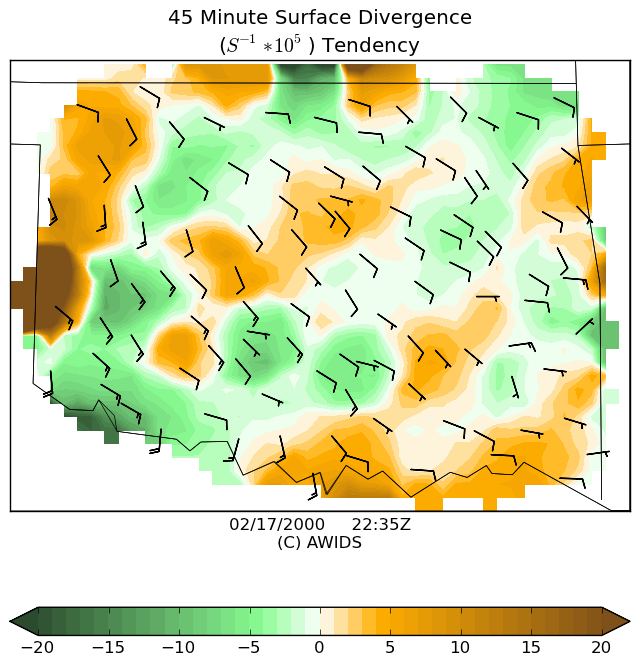 45 Minute Surface Divergence
(S⁻¹ *10⁵ ) Tendency
02/17/2000 22:35Z
(C) AWIDS
−20 −15 −10 −5 0 5 10 15 20